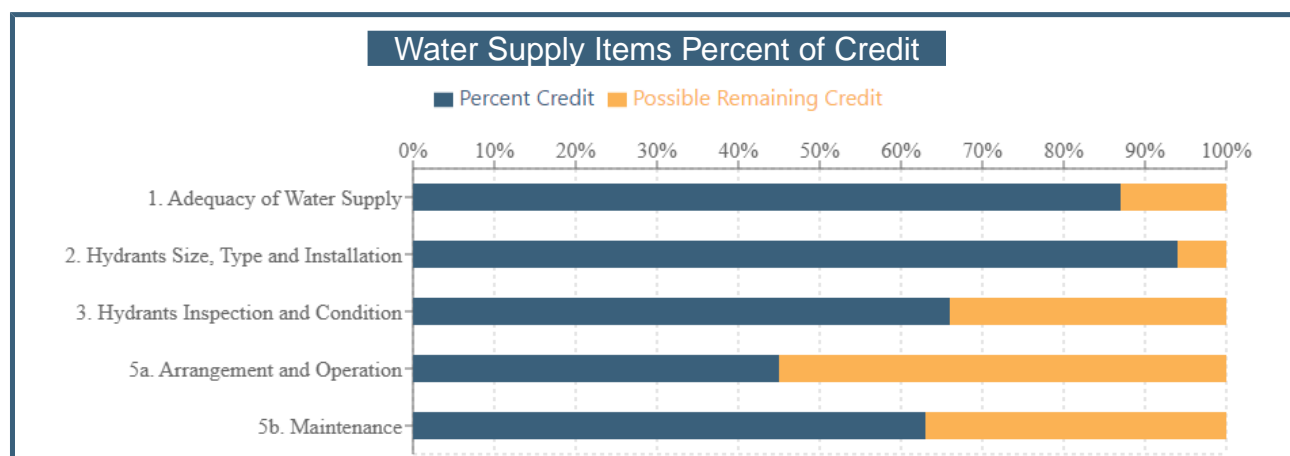 Water Supply Items Percent of Credit
Percent Credit Possible Remaining Credit
0% 10% 20% 30% 40% 50% 60% 70% 80% 90% 100%
1. Adequacy of Water Supply
2. Hydrants Size, Type and Installation
3. Hydrants Inspection and Condition
5a. Arrangement and Operation
5b. Maintenance